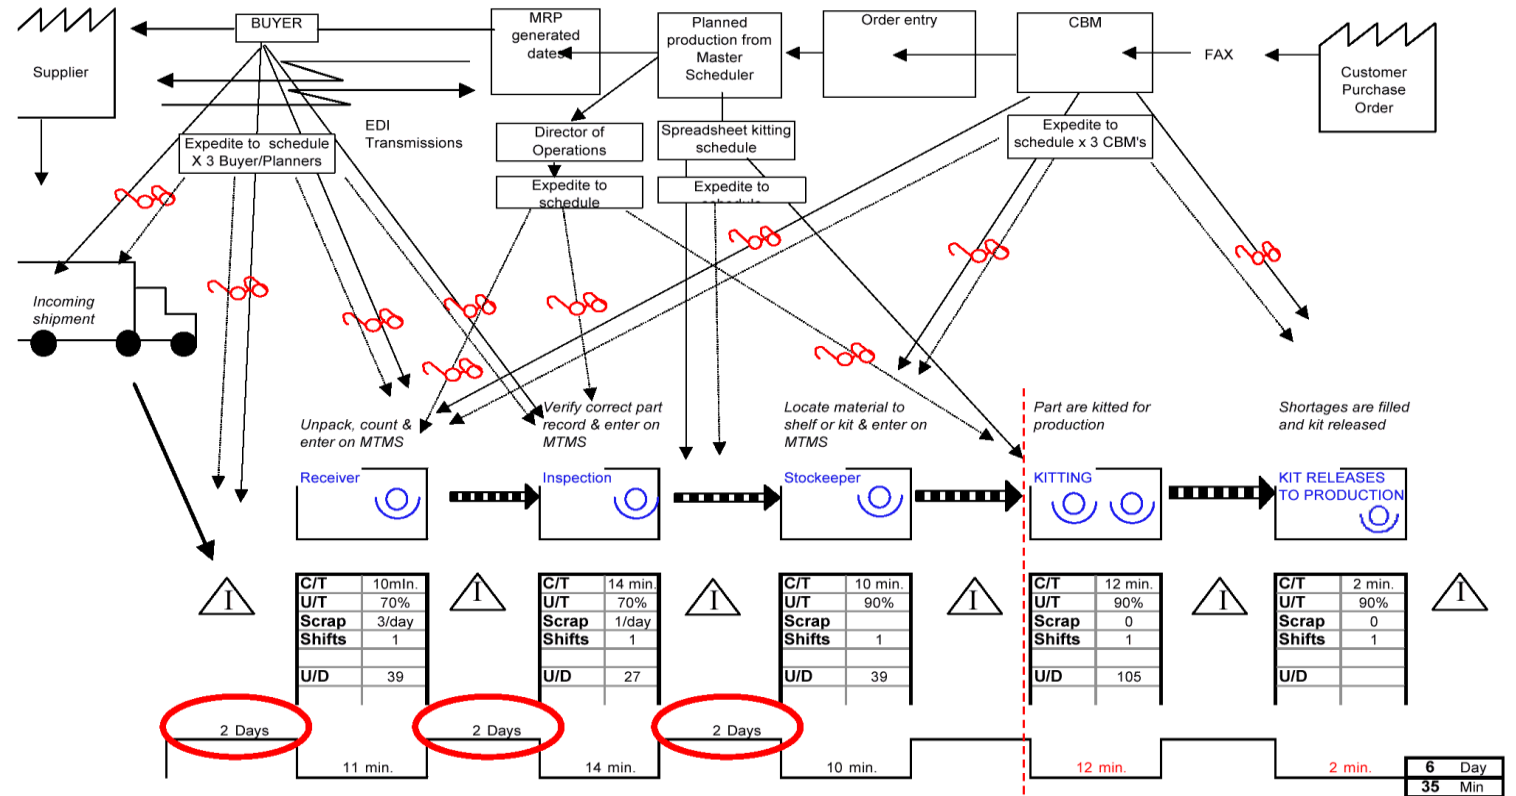 BUYER
MRP
generated
dates
Planned
production from
Master
Scheduler
Order entry
CBM
FAX
Supplier
Customer
Purchase
Order
EDI
Transmissions
Expedite to schedule
X 3 Buyer/Planners
Director of
Operations
Spreadsheet kitting
schedule
Expedite to
schedule x 3 CBM's
Expedite to
schedule
Expedite to
schedule
Incoming
shipment
Unpack, count &
enter on MTMS
Verify correct part
record & enter on
MTMS
Locate material to
shelf or kit & enter on
MTMS
Part are kitted for
production
Shortages are filled
and kit released
Receiver
Inspection
Stockeeper
KITTING
KIT RELEASES
TO PRODUCTION
I
I
I
I
I
I
C/T 10mIn.
U/T 70%
Scrap 3/day
Shifts 1
U/D 39
C/T 14 min.
U/T 70%
Scrap 1/day
Shifts 1
U/D 27
C/T 10 min.
U/T 90%
Scrap
Shifts 1
U/D 39
C/T 12 min.
U/T 90%
Scrap 0
Shifts 1
U/D 105
C/T 2 min.
U/T 90%
Scrap 0
Shifts 1
U/D
2 Days
2 Days
2 Days
11 min.
14 min.
10 min.
12 min.
2 min.
6 Day
35 Min